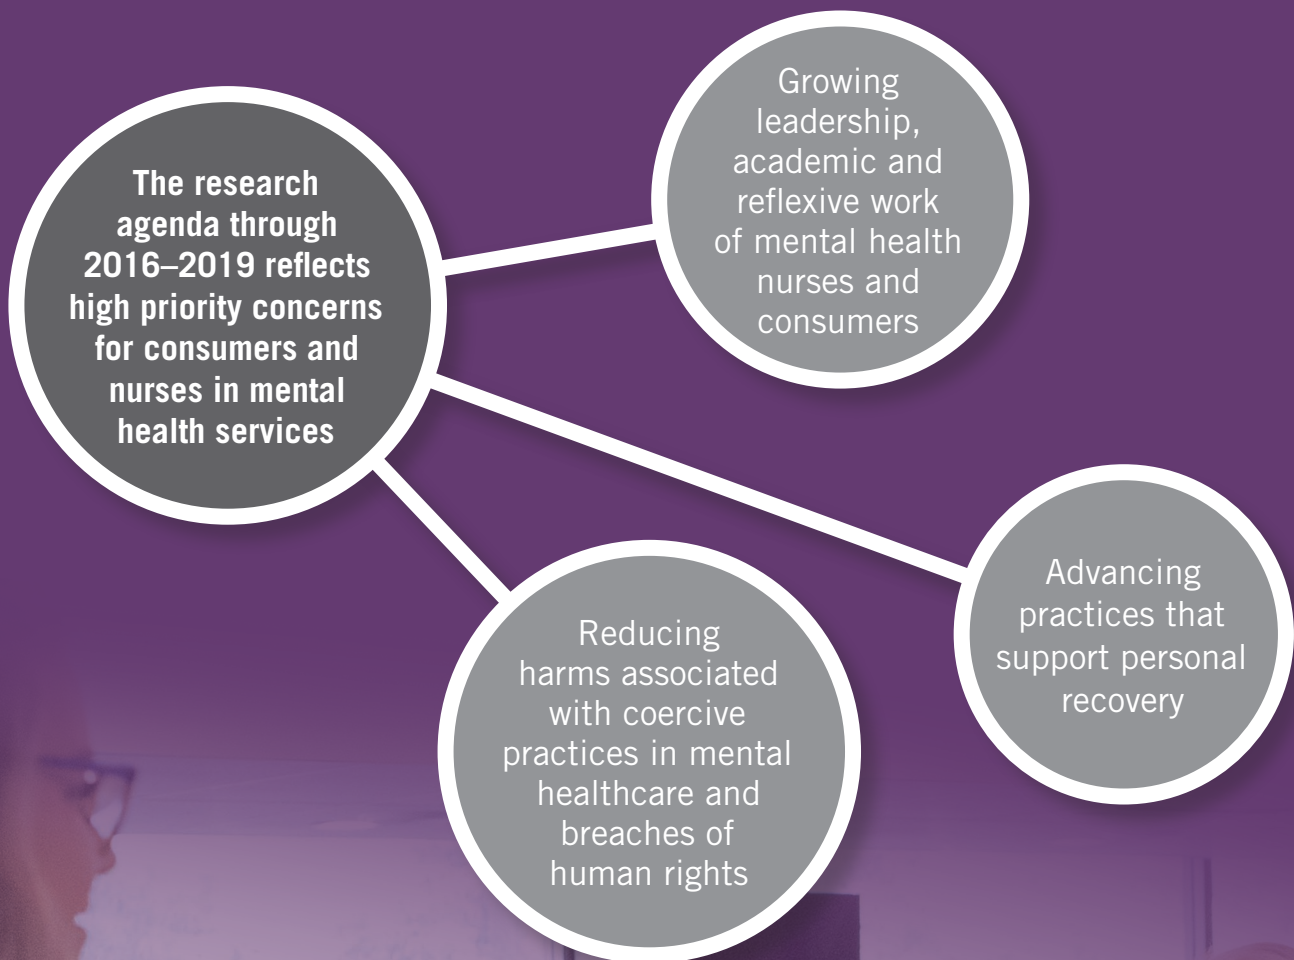 The research
agenda through
2016–2019 reflects
high priority concerns
for consumers and
nurses in mental
health services
Growing
leadership,
academic and
reflexive work
of mental health
nurses and
consumers
Advancing
practices that
support personal
recovery
Reducing
harms associated
with coercive
practices in mental
healthcare and
breaches of
human rights